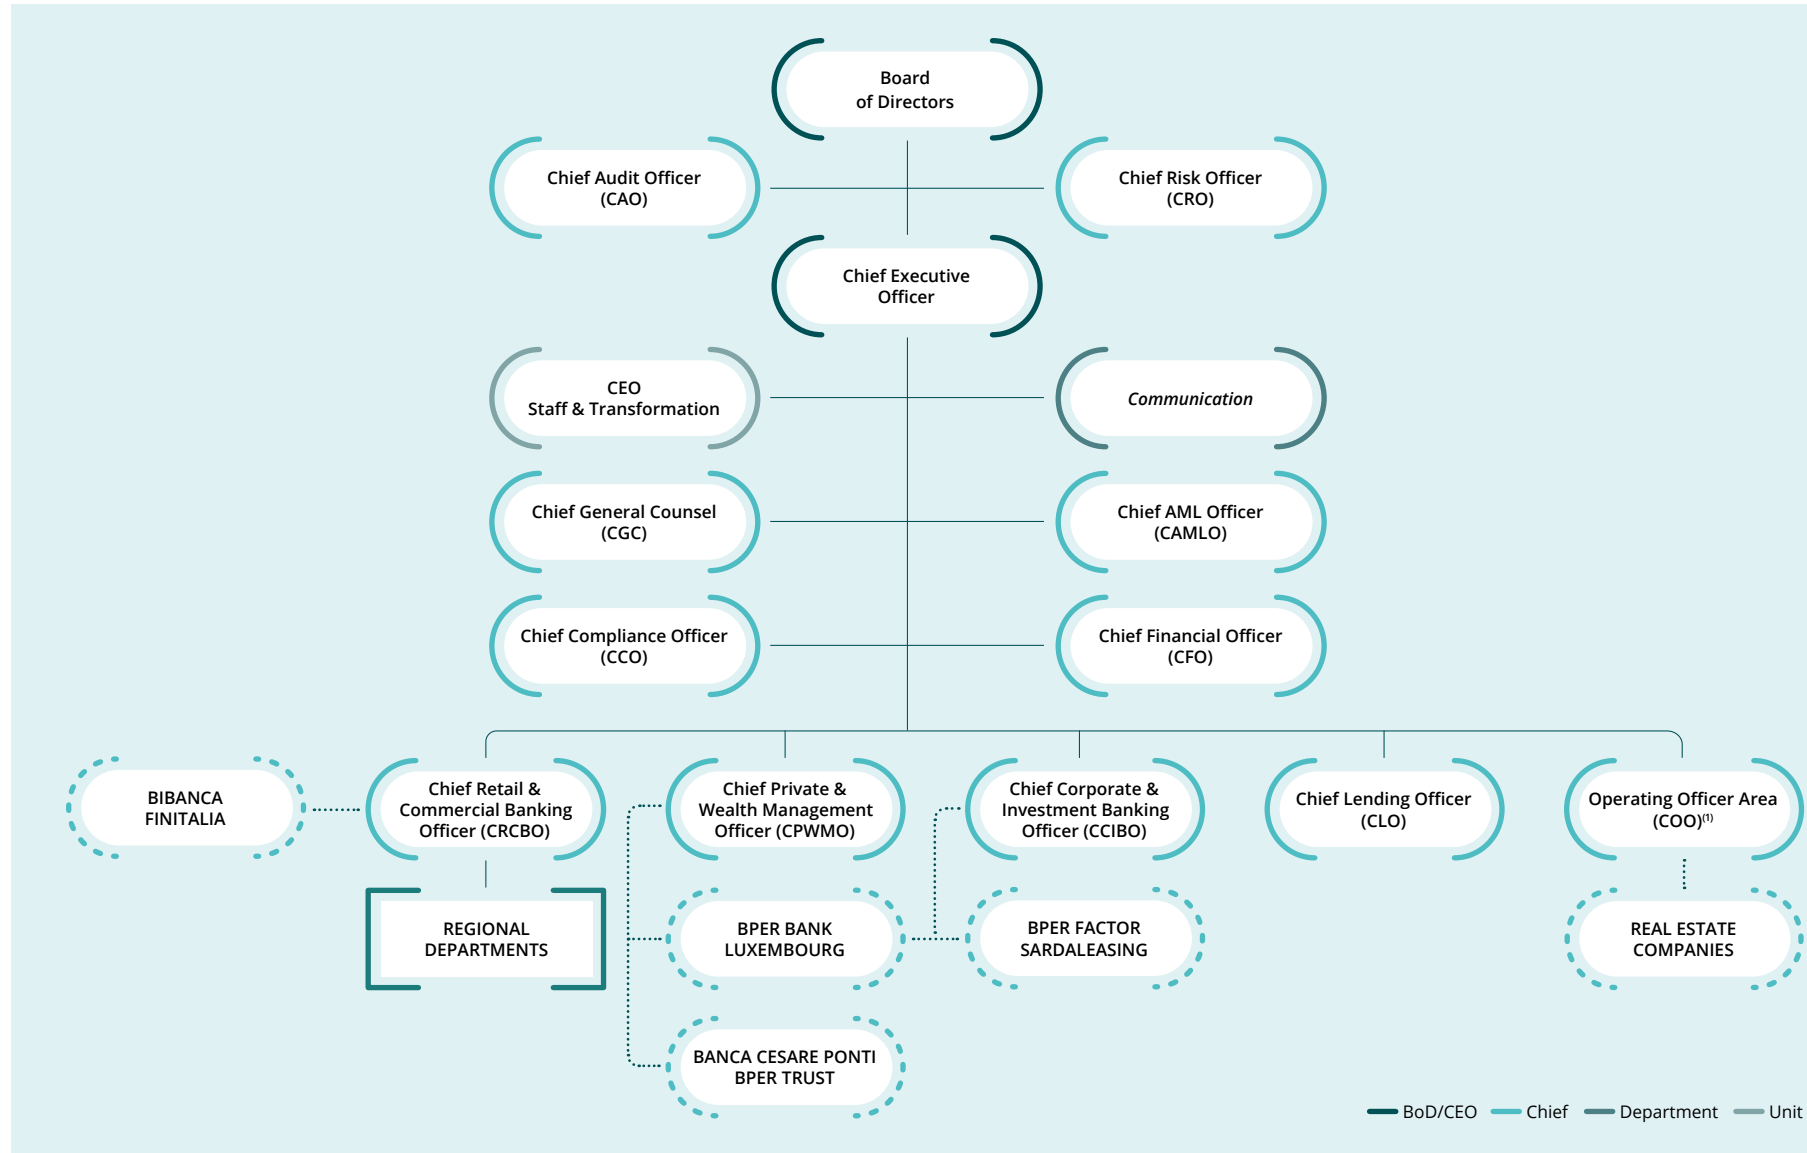 Board
of Directors
Chief Audit Officer
(CAO)
Chief Risk Officer
(CRO)
Chief Executive
Officer
CEO
Staff & Transformation
Communication
Chief General Counsel
(CGC)
Chief AML Officer
(CAMLO)
Chief Compliance Officer
(CCO)
Chief Financial Officer
(CFO)
BIBANCA
FINITALIA
Chief Retail &
Commercial Banking
Officer (CRCBO)
Chief Private &
Wealth Management
Officer (CPWMO)
Chief Corporate &
Investment Banking
Officer (CCIBO)
Chief Lending Officer
(CLO)
Operating Officer Area
(COO)(1)
REGIONAL
DEPARTMENTS
BPER BANK
LUXEMBOURG
BPER FACTOR
SARDALEASING
REAL ESTATE
COMPANIES
BANCA CESARE PONTI
BPER TRUST
BoD/CEO
Chief
Department
Unit